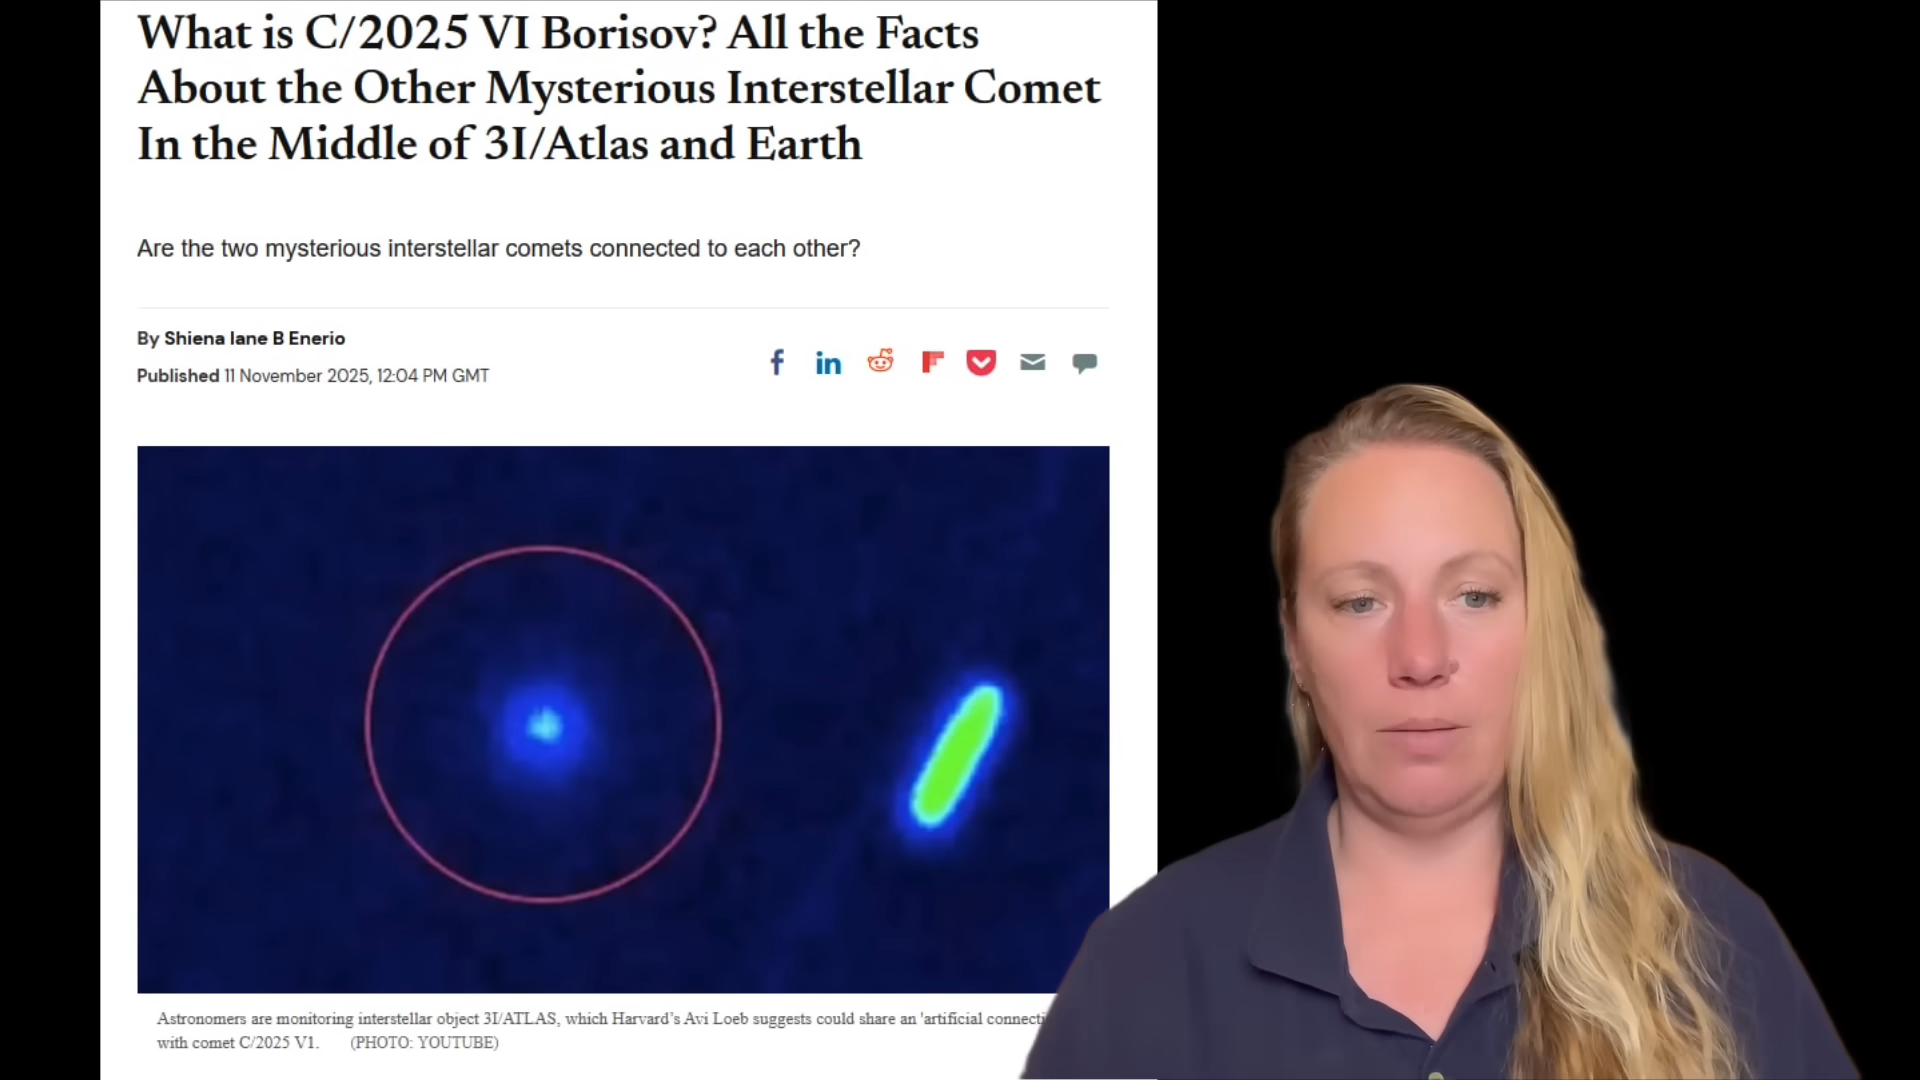 What is C/2025 VI Borisov? All the Facts
About the Other Mysterious Interstellar Comet
In the Middle of 3I/Atlas and Earth
Are the two mysterious interstellar comets connected to each other?
By Shiena Iane B Enerio
Published 11 November 2025, 12:04 PM GMT
Astronomers are monitoring interstellar object 3I/ATLAS, which Harvard's Avi Loeb suggests could share an 'artificial
with comet C/2025 V1. (PHOTO: YOUTUBE)